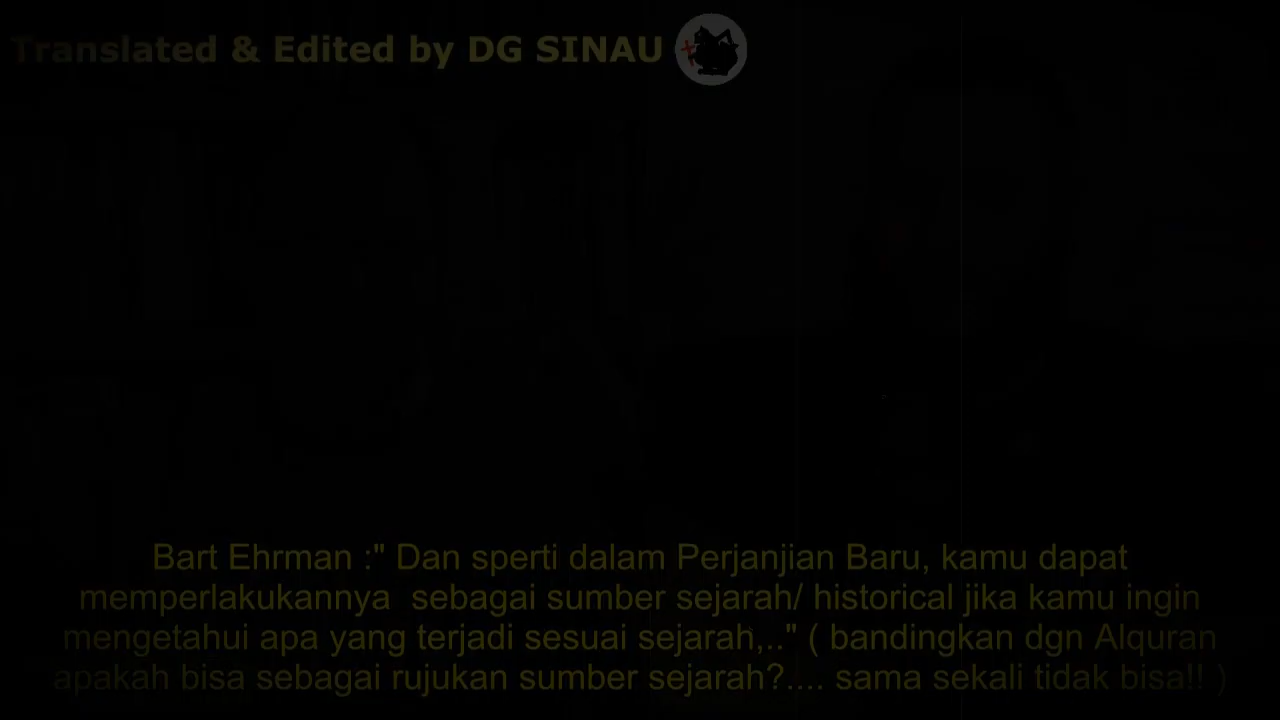 Translated & Edited by DG SINAU
Bart Ehrman :" Dan sperti dalam Perjanjian Baru, kamu dapat
memperlakukannya  sebagai sumber sejarah/ historical jika kamu ingin
mengetahui apa yang terjadi sesuai sejarah,.." ( bandingkan dgn Alquran
apakah bisa sebagai rujukan sumber sejarah?.... sama sekali tidak bisa!! )